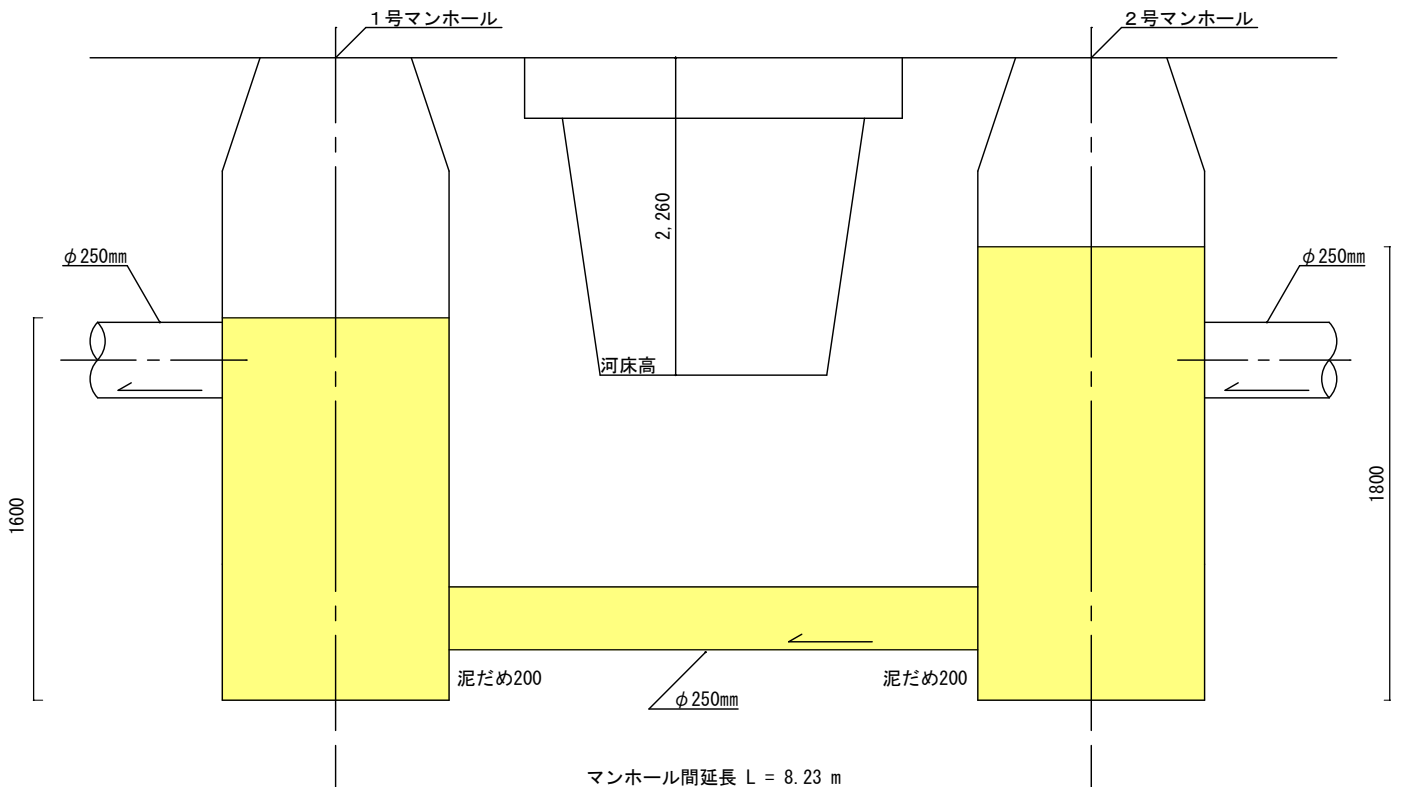 1号マンホール
2号マンホール
φ250mm
2,260
φ250mm
河床高
1600
1800
泥だめ200
泥だめ200
φ250mm
マンホール間延長 L = 8.23 m